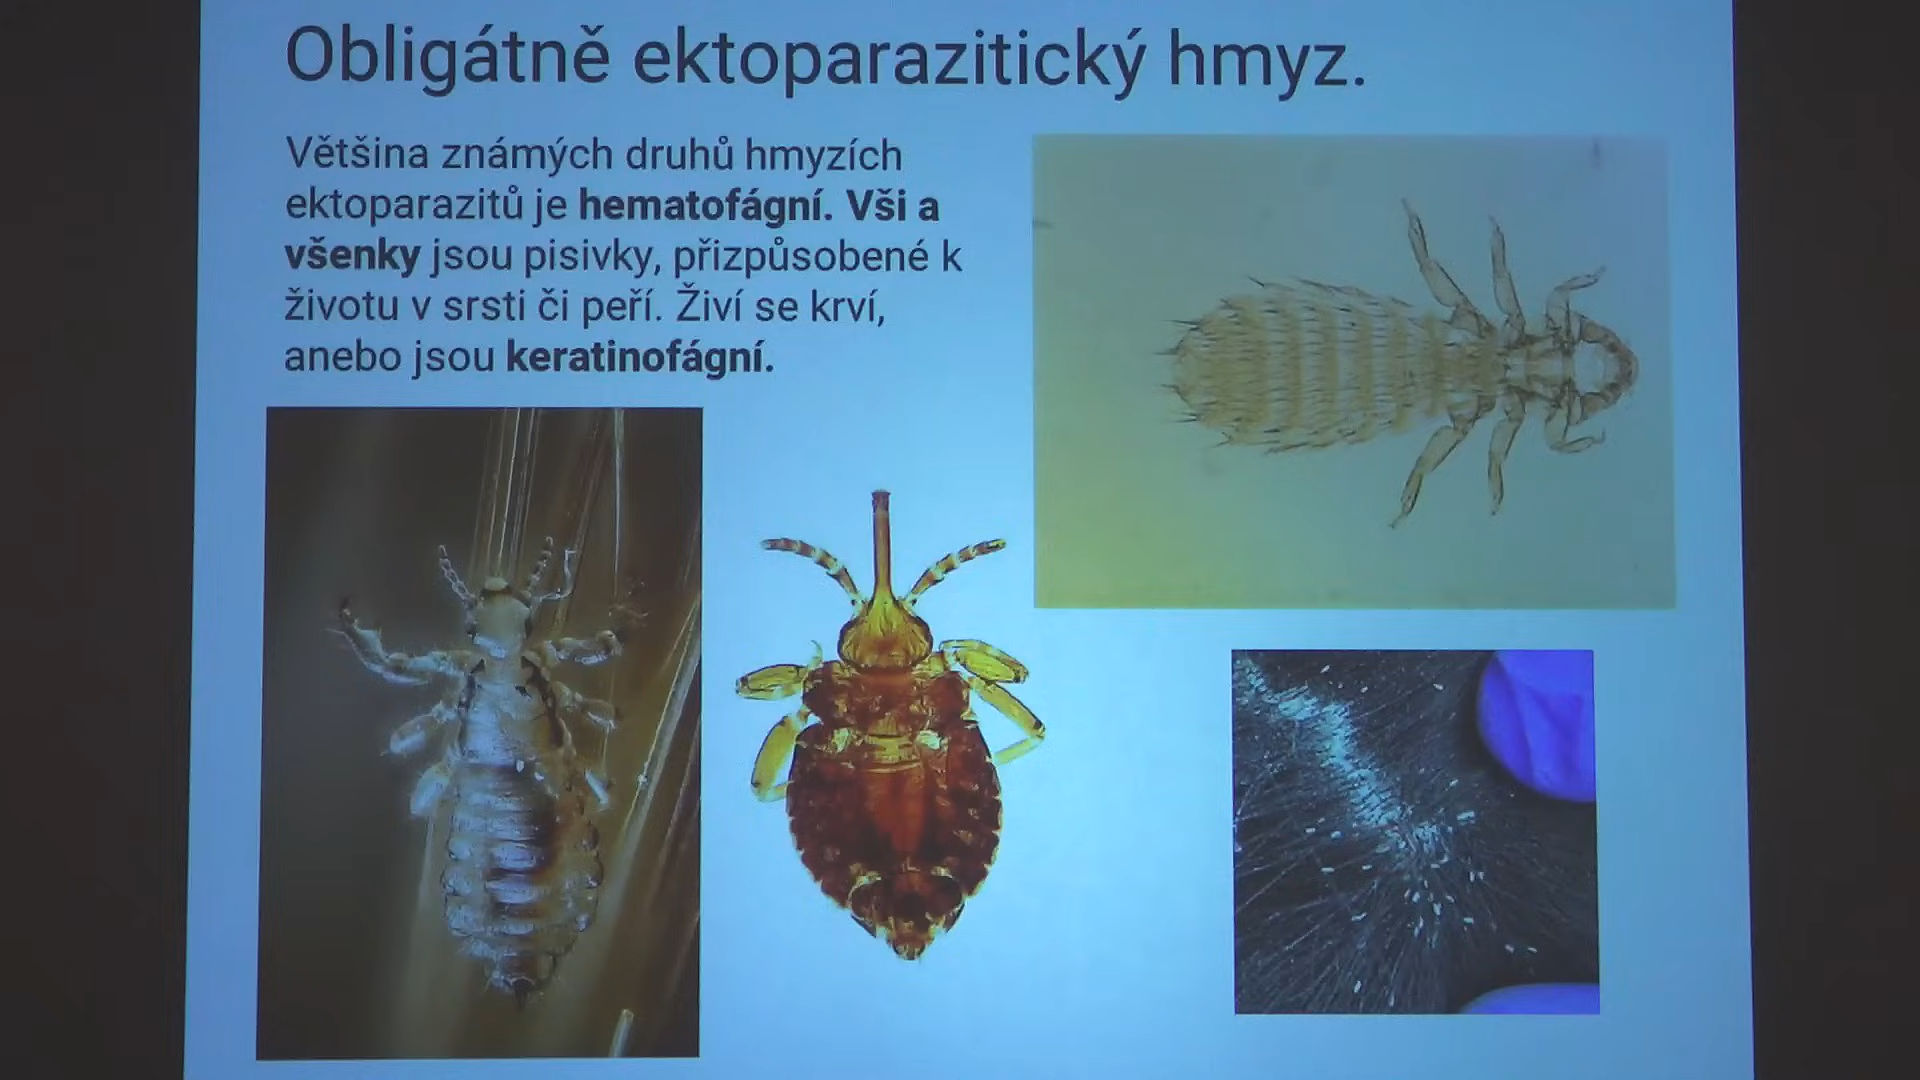 Obligátně ektoparazitický hmyz.
Většina známých druhů hmyzích
ektoparazitů je hematofágní. Vši a
všenky jsou pisivky, přizpůsobené k
životu v srsti či peří. Živí se krví,
anebo jsou keratinofágní.